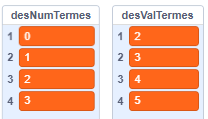 desNumTermes desValTermes
1 0 1 2
2 1 2 3
3 2 3 4
4 3 4 5